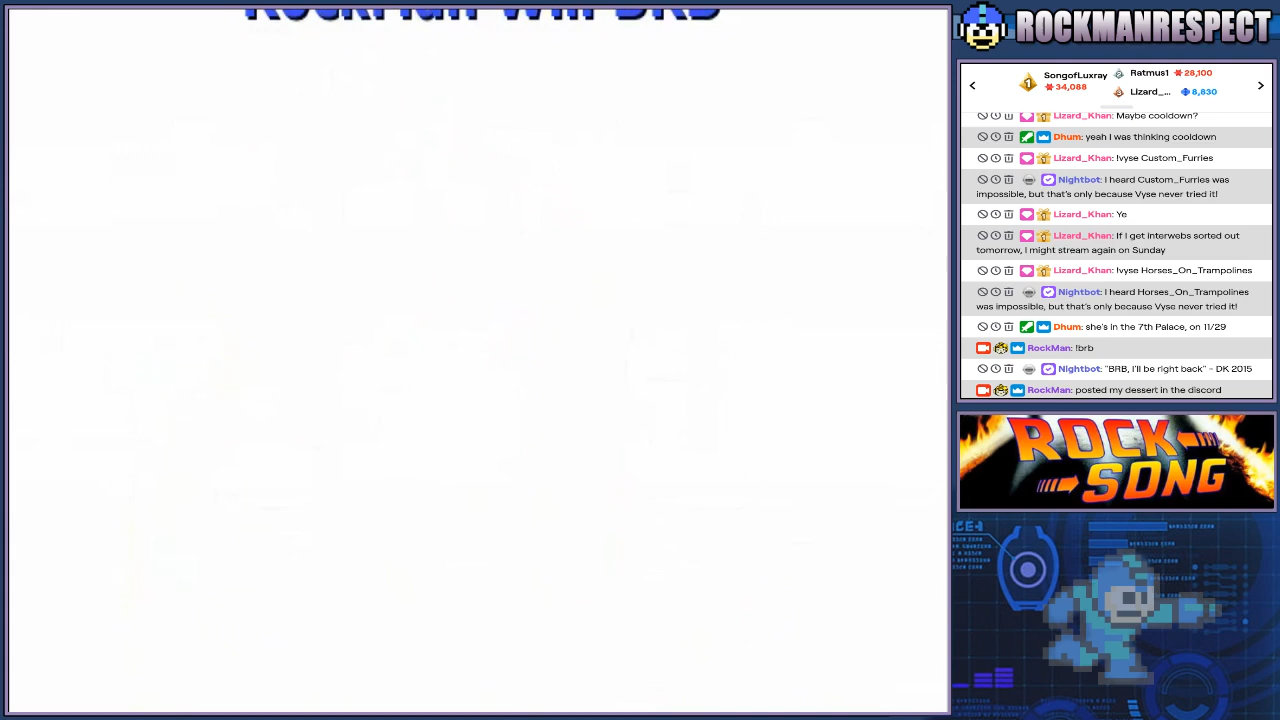 RockMan Will BRB
ROCKMANRESPECT
SongofLuxray
34,088
Ratmus1 28,100
Lizard_... 8,830
Lizard_Khan: Maybe cooldown?
Dhum: yeah I was thinking cooldown
Lizard_Khan: !vyse Custom_Furries
Nightbot: I heard Custom_Furries was
impossible, but that's only because Vyse never tried it!
Lizard_Khan: Ye
Lizard_Khan: If I get interwebs sorted out
tomorrow, I might stream again on Sunday
Lizard_Khan: !vyse Horses_On_Trampolines
Nightbot: I heard Horses_On_Trampolines
was impossible, but that's only because Vyse never tried it!
Dhum: she's in the 7th Palace, on 11/29
RockMan: !brb
Nightbot: "BRB, I'll be right back" - DK 2015
RockMan: posted my dessert in the discord
ROCK
SONG